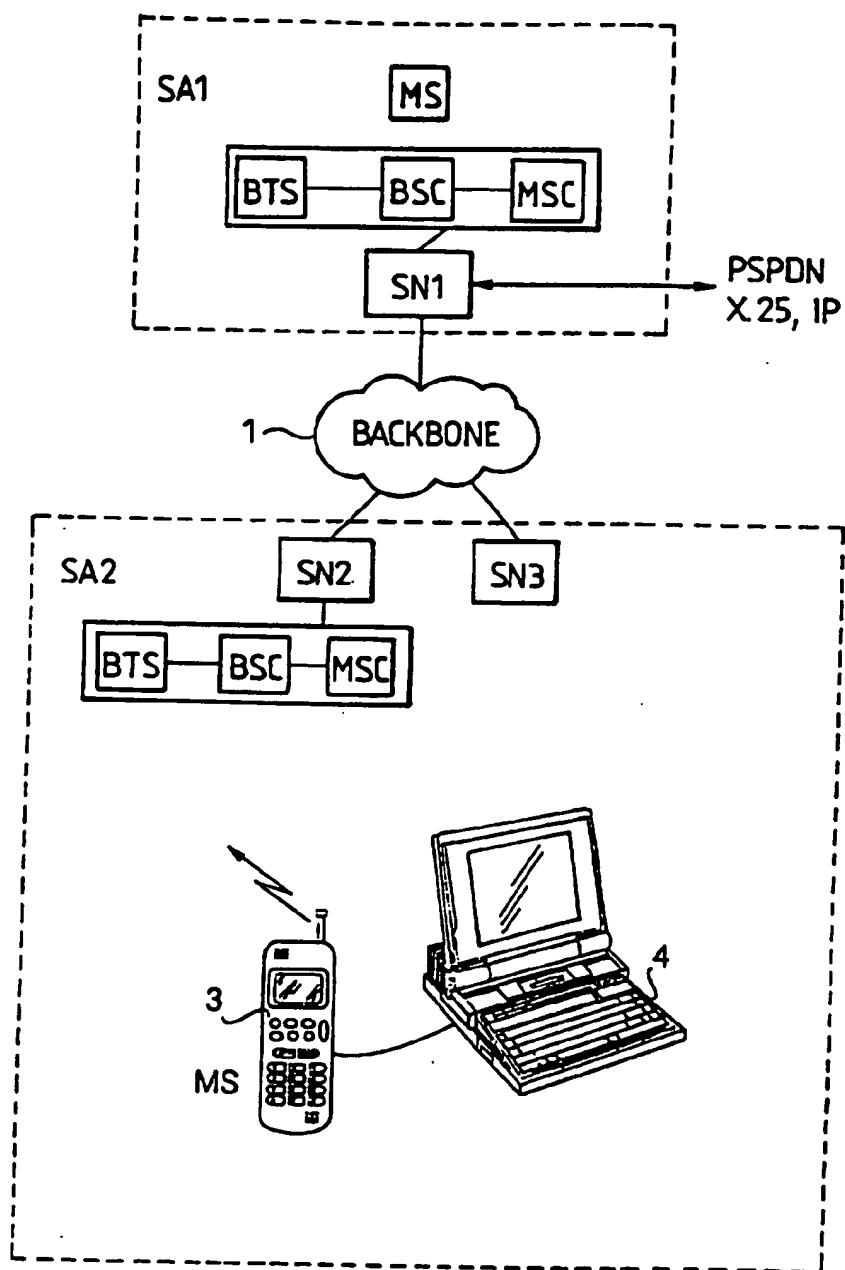 SA1
MS
BTS
BSC
MSC
SN1
PSPDN
X.25, IP
1
BACKBONE
SA2
SN2
SN3
BTS
BSC
MSC
3
4
MS